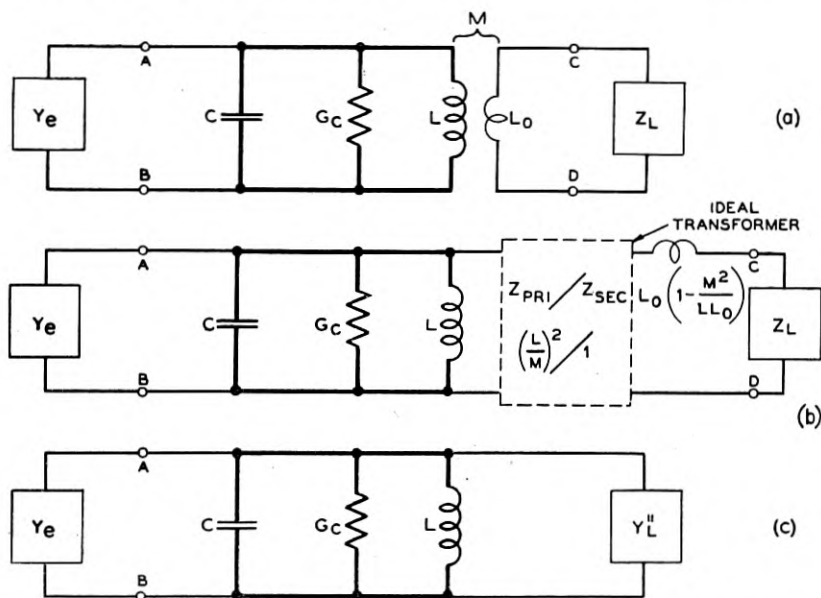 M
A
C
Ye
C
Gc
L
L0
ZL
(a)
B
D
IDEAL
TRANSFORMER
A
C
Ye
C
Gc
L
ZPRI / ZSEC
(L/M)² / 1
L0 (1 - M²/LL0)
ZL
B
D
(b)
A
Ye
C
Gc
L
Y"L
(c)
B